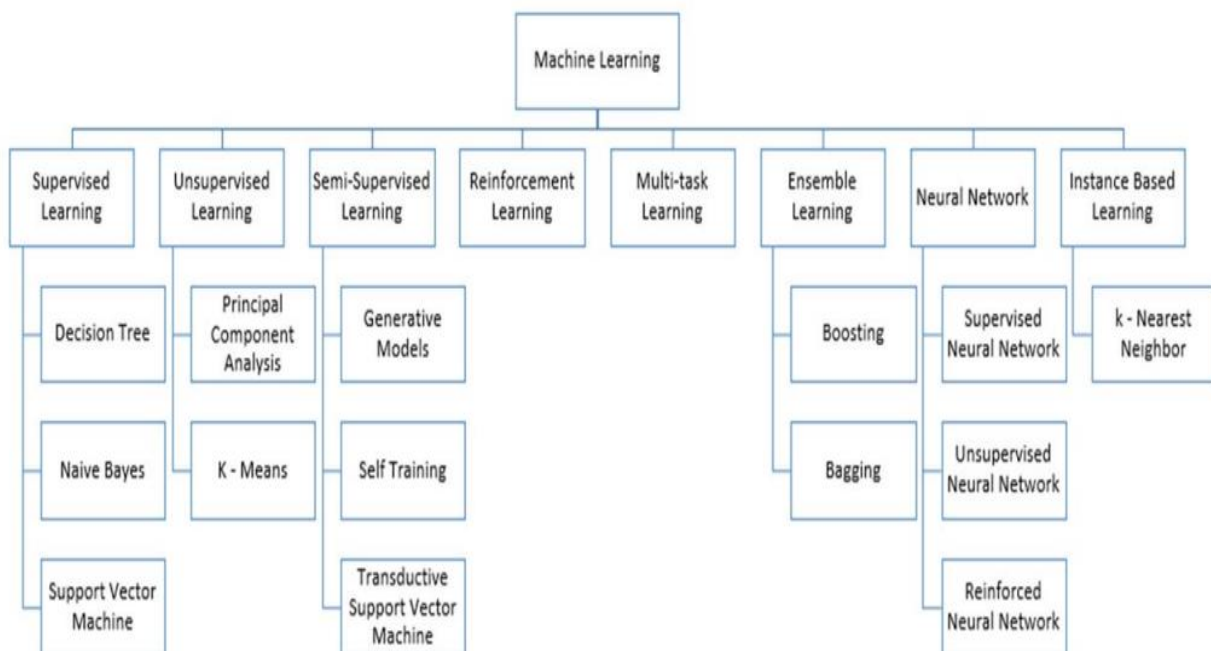 Machine Learning
Supervised
Learning
Unsupervised
Learning
Semi-Supervised
Learning
Reinforcement
Learning
Multi-task
Learning
Ensemble
Learning
Neural Network
Instance Based
Learning
Decision Tree
Principal
Component
Analysis
Generative
Models
Boosting
Supervised
Neural Network
k - Nearest
Neighbor
Naive Bayes
K - Means
Self Training
Bagging
Unsupervised
Neural Network
Support Vector
Machine
Transductive
Support Vector
Machine
Reinforced
Neural Network